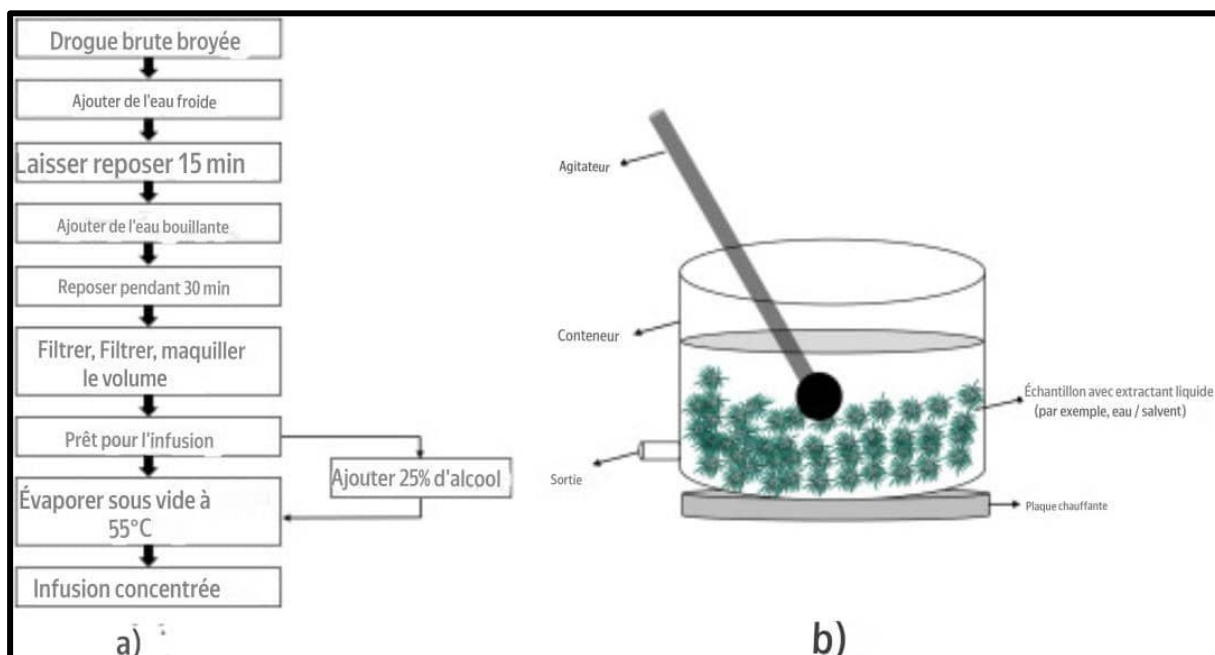 Drogue brute broyée
Ajouter de l'eau froide
Laisser reposer 15 min
Ajouter de l'eau bouillante
Reposer pendant 30 min
Filtrer, Filtrer, maquiller
le volume
Prêt pour l'infusion
Ajouter 25% d'alcool
Évaporer sous vide à
55°C
Infusion concentrée
a)
Agitateur
Conteneur
Échantillon avec extractant liquide
(par exemple, eau / salvent)
Sortie
Plaque chauffante
b)